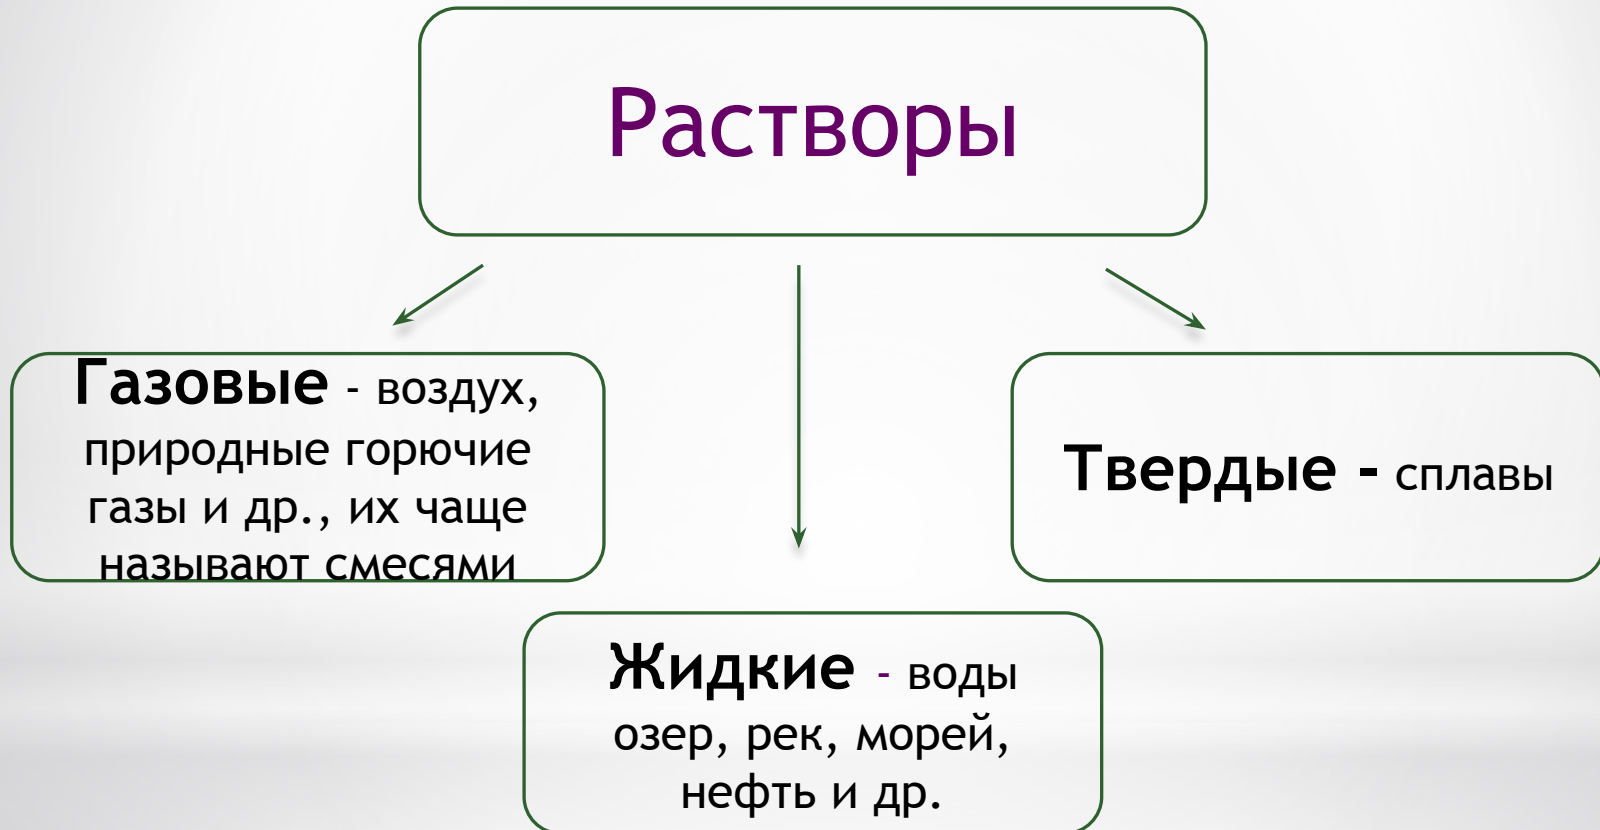 Растворы
Газовые - воздух,
природные горючие
газы и др., их чаще
называют смесями
Твердые - сплавы
Жидкие - воды
озер, рек, морей,
нефть и др.